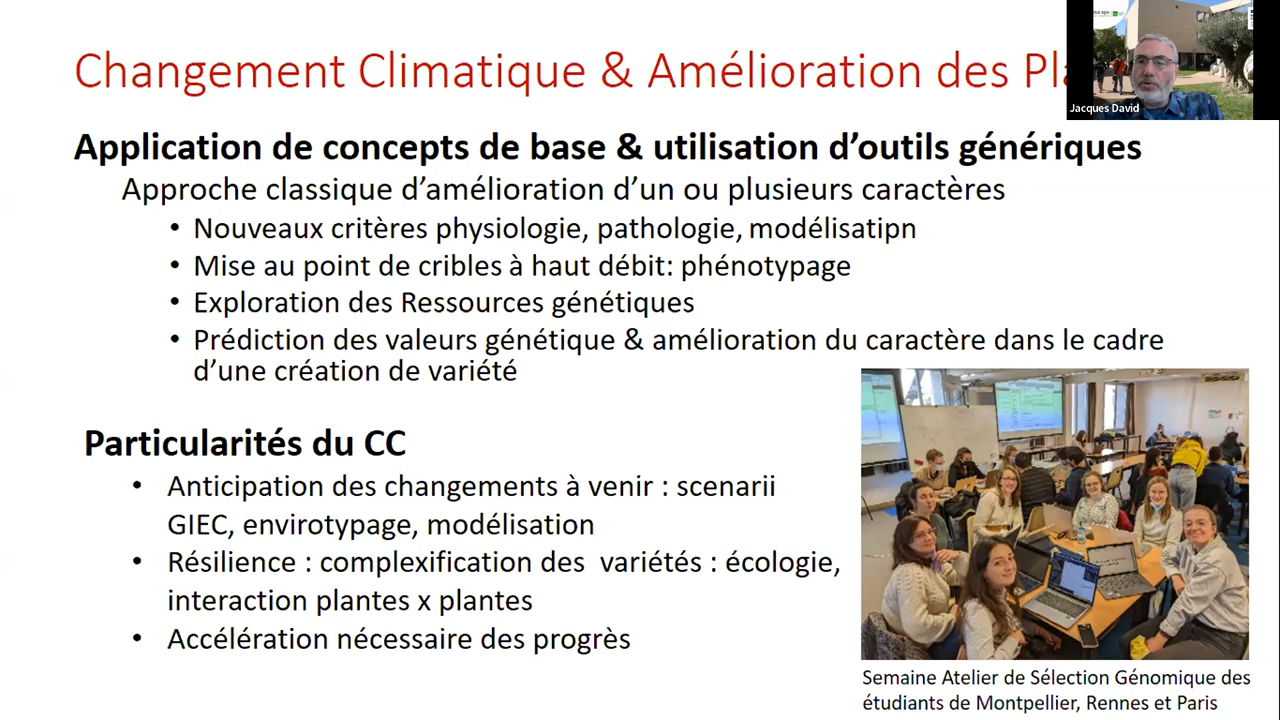 Changement Climatique & Amélioration des Pla
Jacques David
Application de concepts de base & utilisation d’outils génériques
Approche classique d’amélioration d’un ou plusieurs caractères
• Nouveaux critères physiologie, pathologie, modélisatipn
• Mise au point de cribles à haut débit: phénotypage
• Exploration des Ressources génétiques
• Prédiction des valeurs génétique & amélioration du caractère dans le cadre
d’une création de variété
Particularités du CC
• Anticipation des changements à venir : scenarii
GIEC, envirotypage, modélisation
• Résilience : complexification des variétés : écologie,
interaction plantes x plantes
• Accélération nécessaire des progrès
Semaine Atelier de Sélection Génomique des
étudiants de Montpellier, Rennes et Paris